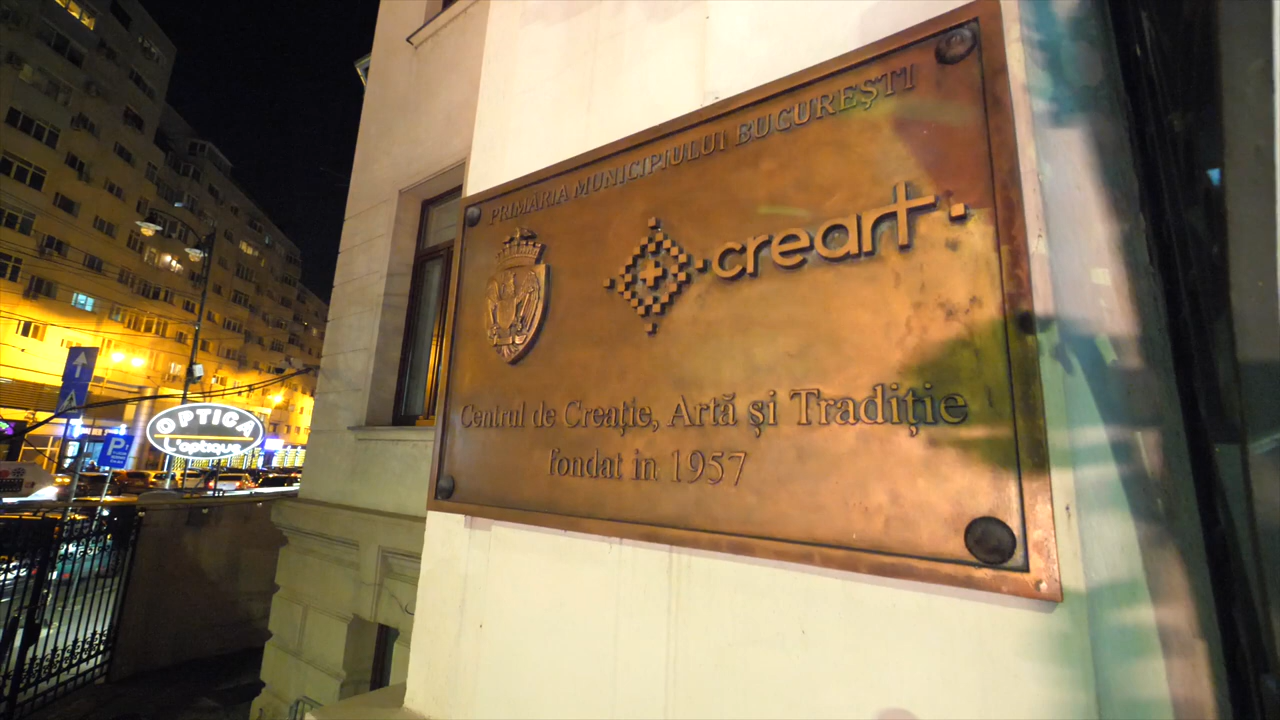 PRIMĂRIA MUNICIPIULUI BUCUREŞTI
creart.
Centrul de Creaţie, Artă şi Tradiţie
fondat in 1957
OPTICA
L'optique
P